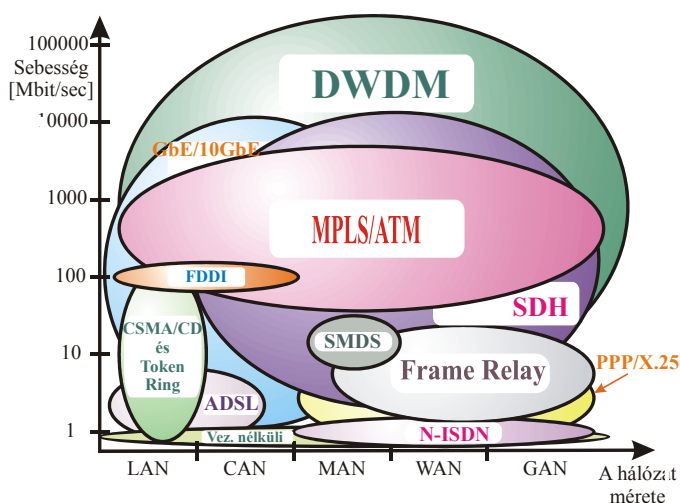 100000
Sebesség
[Mbit/sec]
10000
1000
100
10
1
DWDM
GbE/10GbE
MPLS/ATM
FDDI
SDH
CSMA/CD
és
Token
Ring
SMDS
Frame Relay
PPP/X.25
ADSL
Vez. nélküli
N-ISDN
LAN
CAN
MAN
WAN
GAN
A hálózat
mérete